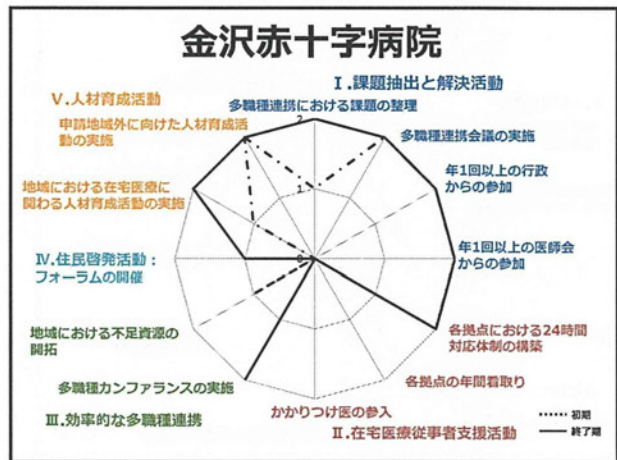 金沢赤十字病院
Ⅰ.課題抽出と解決活動
Ⅴ.人材育成活動
多職種連携における課題の整理
申請地域外に向けた人材育成活
動の実施
2
多職種連携会議の実施
地域における在宅医療に
関わる人材育成活動の実施
1
年1回以上の行政
からの参加
Ⅳ.住民啓発活動：
フォーラムの開催
0
年1回以上の医師会
からの参加
地域における不足資源の
開拓
各拠点における24時間
対応体制の構築
多職種カンファランスの実施
各拠点の年間看取り
かかりつけ医の参入
Ⅲ.効率的な多職種連携
Ⅱ.在宅医療従事者支援活動
初期
終了期